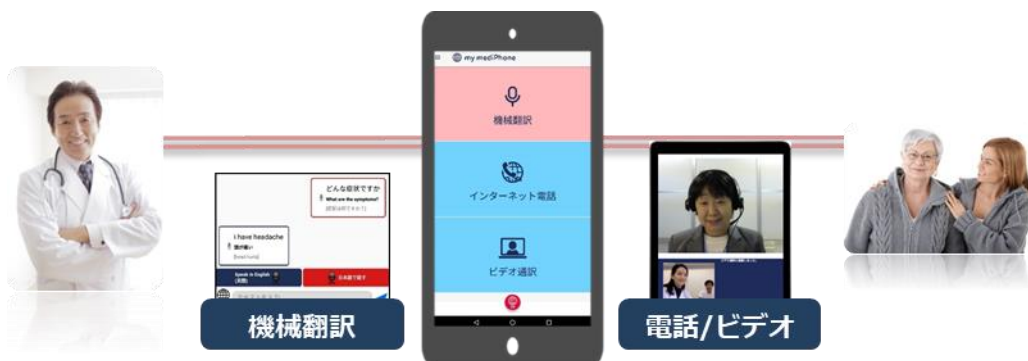 my mediPhone
機械翻訳
インターネット電話
ビデオ通訳
どんな症状ですか
What are the symptoms?
I have headache
頭が痛い
Speak in English
(英語)
日本語で話す
機械翻訳
電話/ビデオ